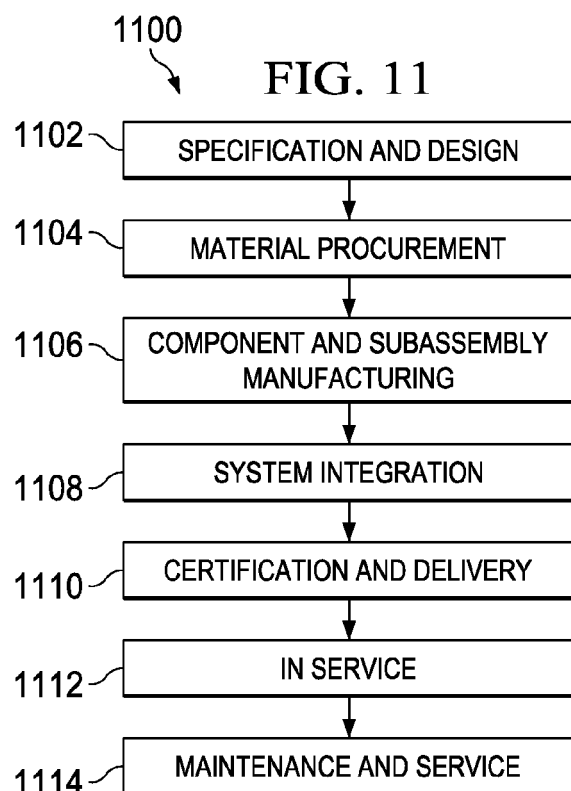 1100
FIG. 11
1102
SPECIFICATION AND DESIGN
1104
MATERIAL PROCUREMENT
1106
COMPONENT AND SUBASSEMBLY
MANUFACTURING
1108
SYSTEM INTEGRATION
1110
CERTIFICATION AND DELIVERY
1112
IN SERVICE
1114
MAINTENANCE AND SERVICE